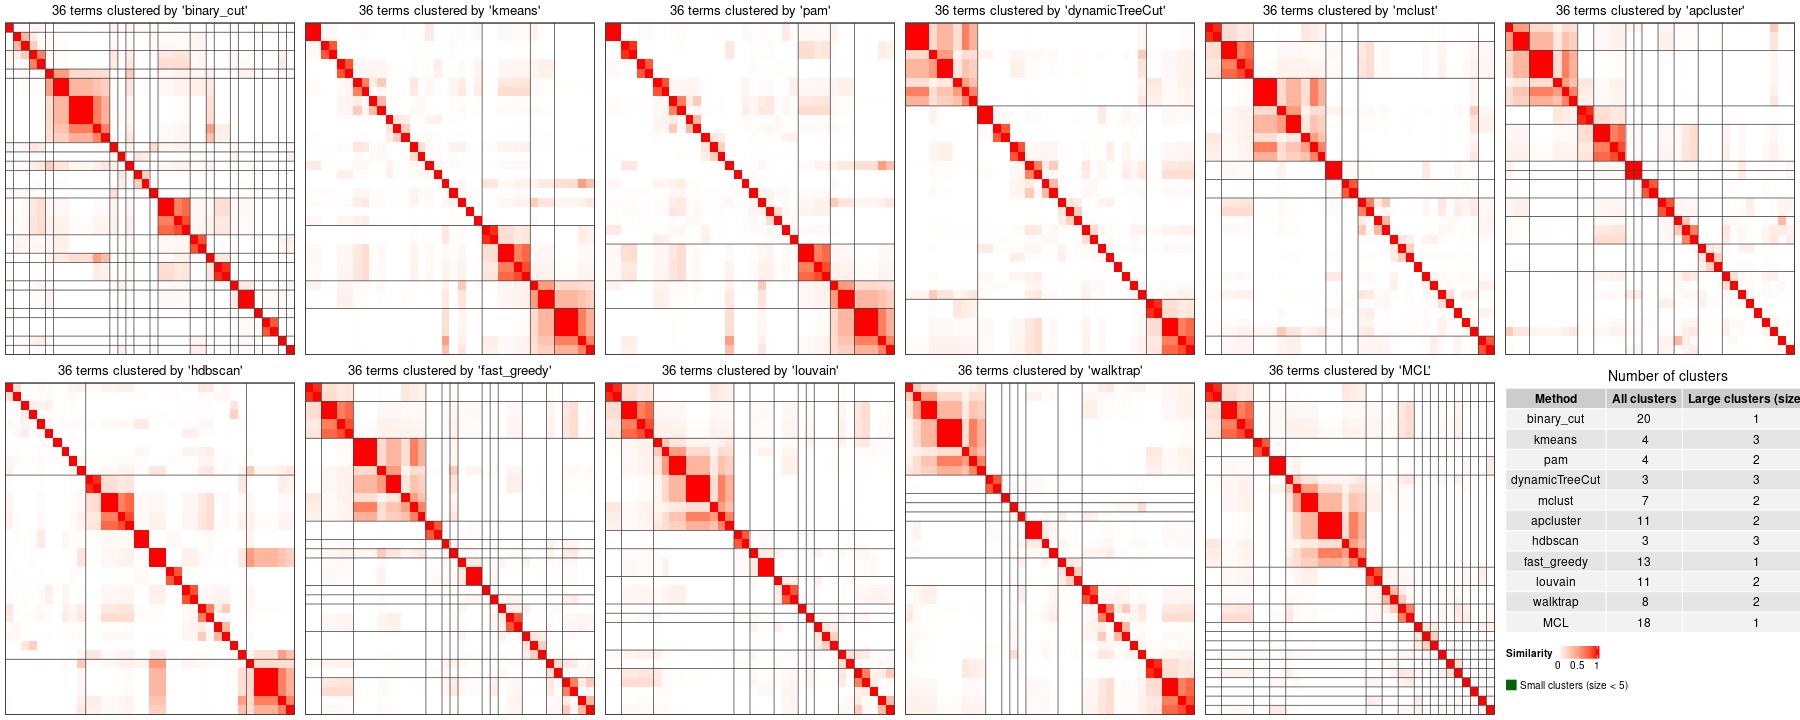 36 terms clustered by 'binary_cut'
36 terms clustered by 'kmeans'
36 terms clustered by 'pam'
36 terms clustered by 'dynamicTreeCut'
36 terms clustered by 'mclust'
36 terms clustered by 'apcluster'
36 terms clustered by 'hdbscan'
36 terms clustered by 'fast_greedy'
36 terms clustered by 'louvain'
36 terms clustered by 'walktrap'
36 terms clustered by 'MCL'
Number of clusters
Method All clusters Large clusters (size
binary_cut 20 1
kmeans 4 3
pam 4 2
dynamicTreeCut 3 3
mclust 7 2
apcluster 11 2
hdbscan 3 3
fast_greedy 13 1
louvain 11 2
walktrap 8 2
MCL 18 1
Similarity
0 0.5 1
Small clusters (size < 5)